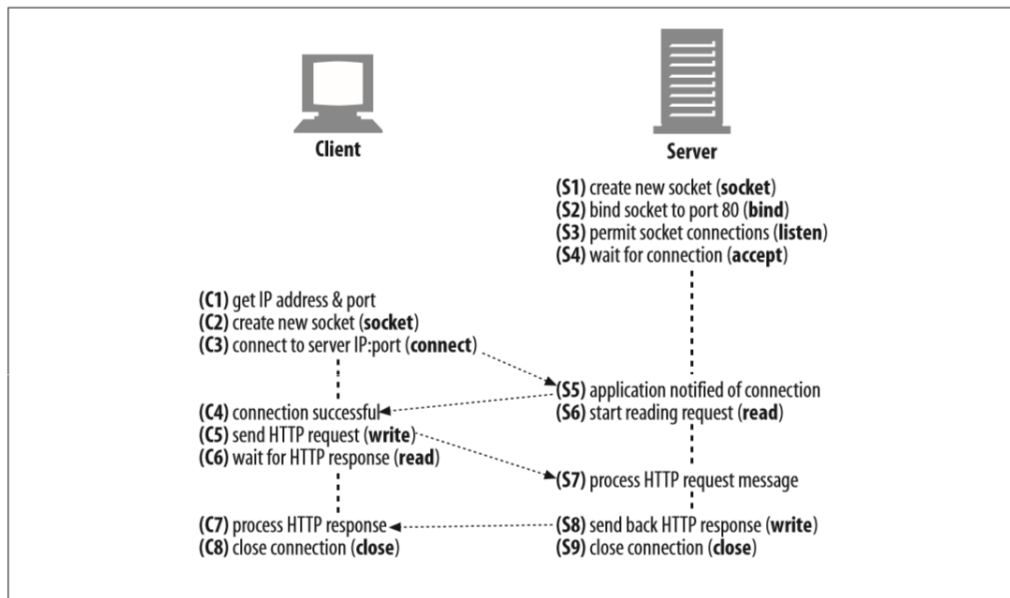 Client
Server
(S1) create new socket (socket)
(S2) bind socket to port 80 (bind)
(S3) permit socket connections (listen)
(S4) wait for connection (accept)
(C1) get IP address & port
(C2) create new socket (socket)
(C3) connect to server IP:port (connect)
(S5) application notified of connection
(S6) start reading request (read)
(C4) connection successful
(C5) send HTTP request (write)
(C6) wait for HTTP response (read)
(S7) process HTTP request message
(C7) process HTTP response
(C8) close connection (close)
(S8) send back HTTP response (write)
(S9) close connection (close)